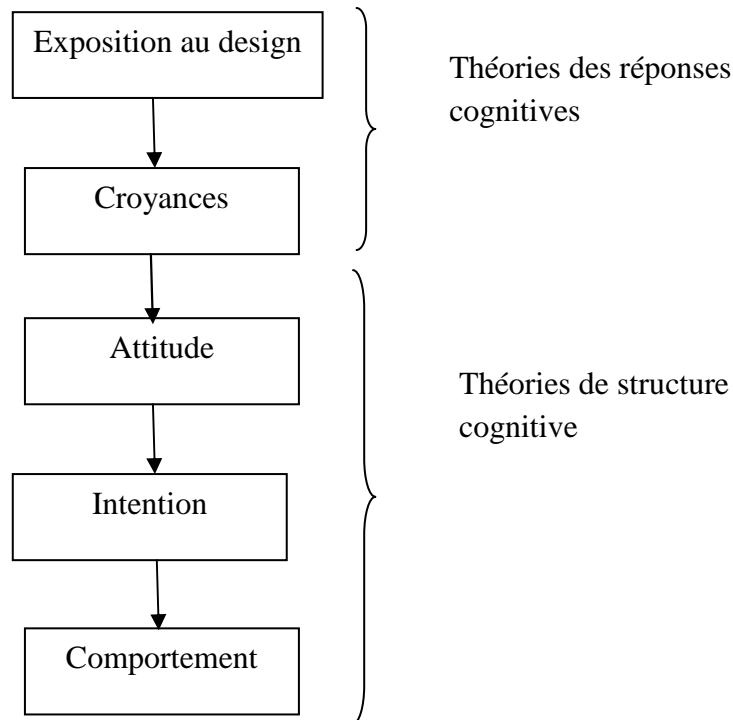 Exposition au design
Théories des réponses
cognitives
Croyances
Attitude
Théories de structure
cognitive
Intention
Comportement